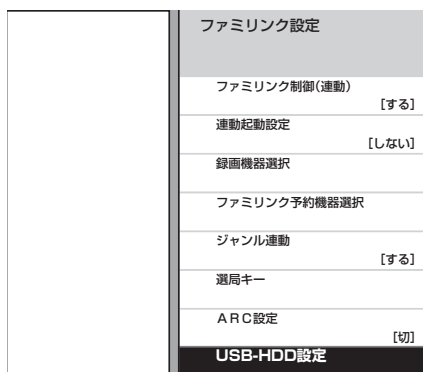 ファミリンク設定
ファミリンク制御(連動)
[する]
連動起動設定
[しない]
録画機器選択
ファミリンク予約機器選択
ジャンル連動
[する]
選局キー
ARC設定
[切]
USB-HDD設定